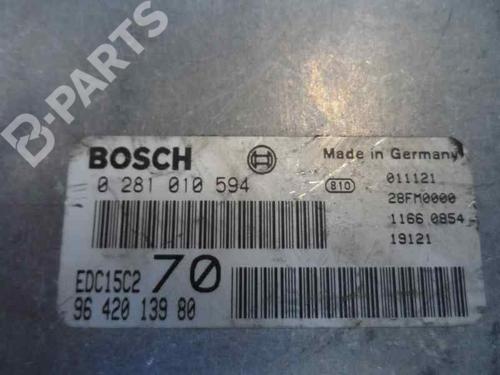 B-PARTS
BOSCH
Made in Germany
0 281 010 594
810
011121
28FM0000
1166 0854
19121
EDC15C2
70
96 420 139 80